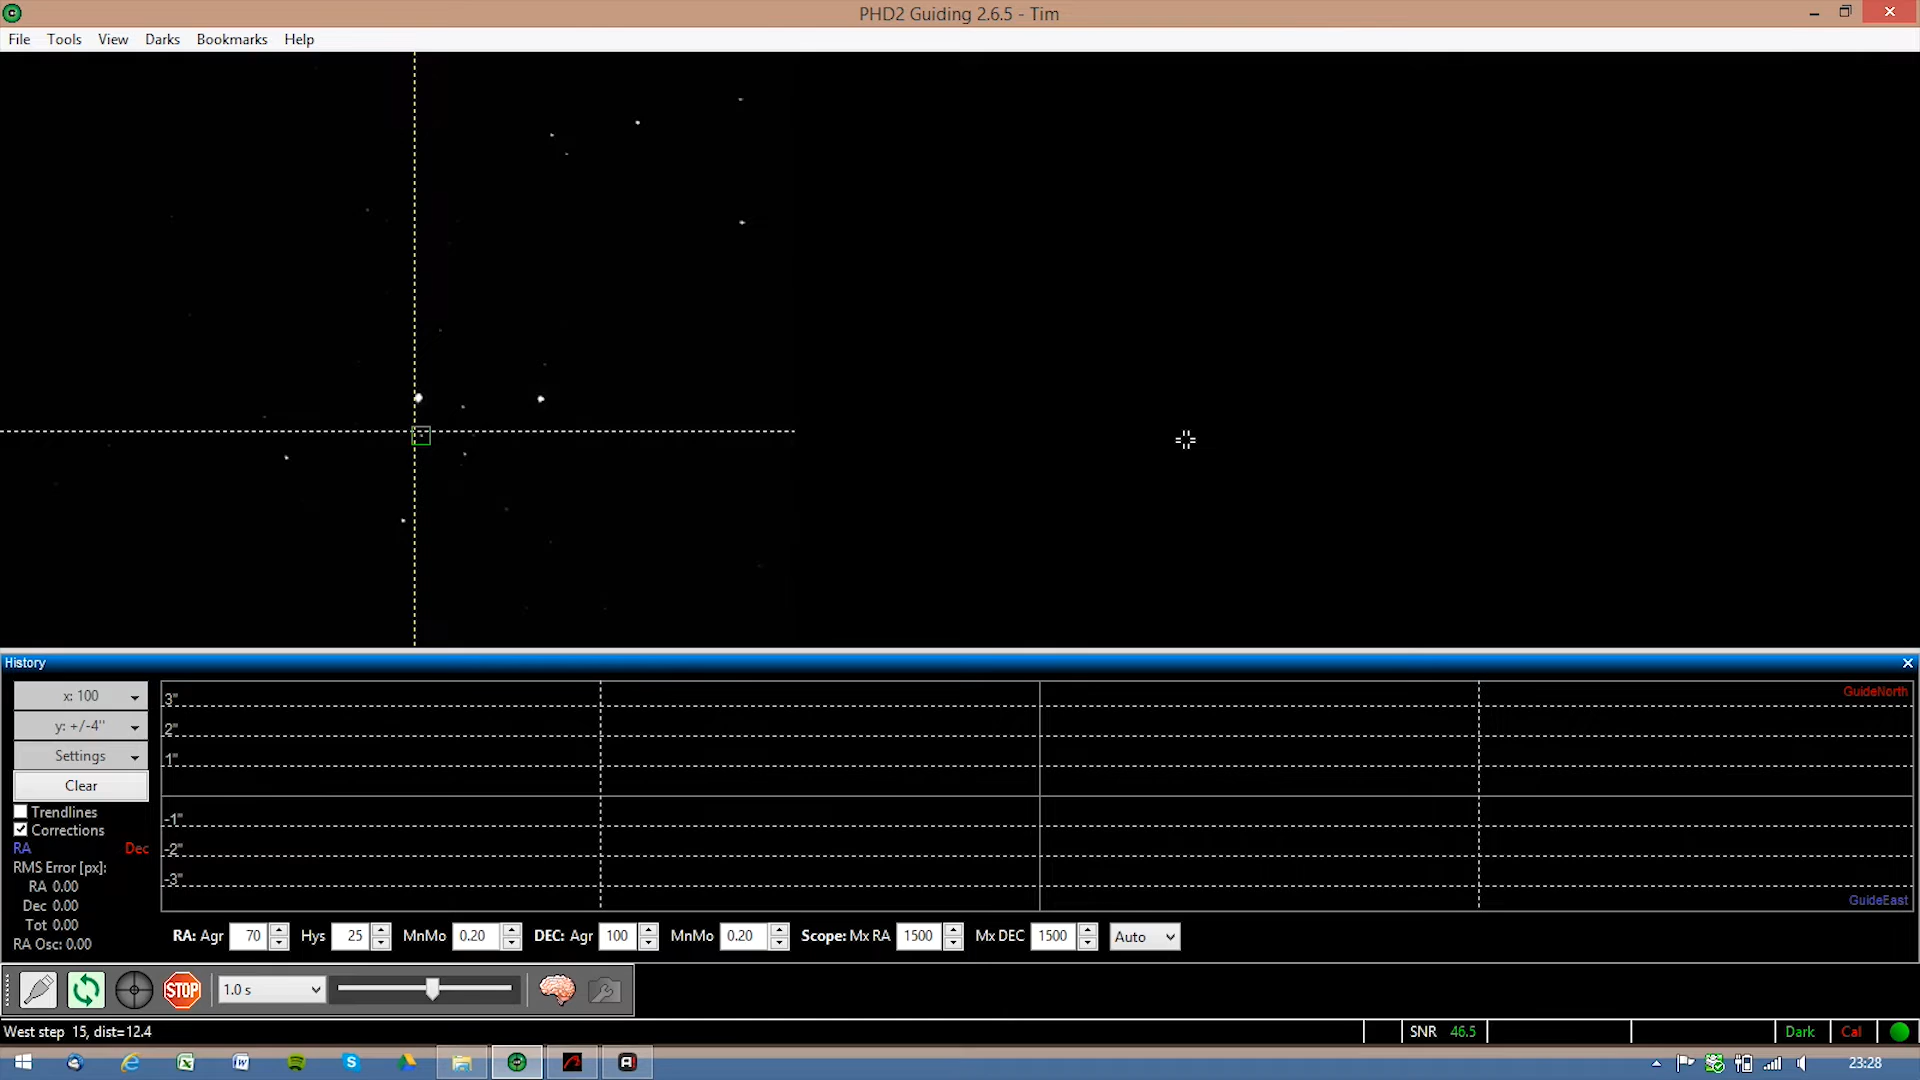 PHD2 Guiding 2.6.5 - Tim
File Tools View Darks Bookmarks Help
History
x: 100
y: +/-4"
Settings
Clear
Trendlines
Corrections
RA Dec
RMS Error [px]:
RA 0.00
Dec 0.00
Tot 0.00
RA Osc: 0.00
3"
2"
1"
-1"
-2"
-3"
GuideNorth
GuideEast
RA: Agr 70 Hys 25 MnMo 0.20 DEC: Agr 100 MnMo 0.20 Scope: Mx RA 1500 Mx DEC 1500 Auto
STOP 1.0 s
West step 15, dist=12.4 SNR 46.5 Dark Cal
23:28